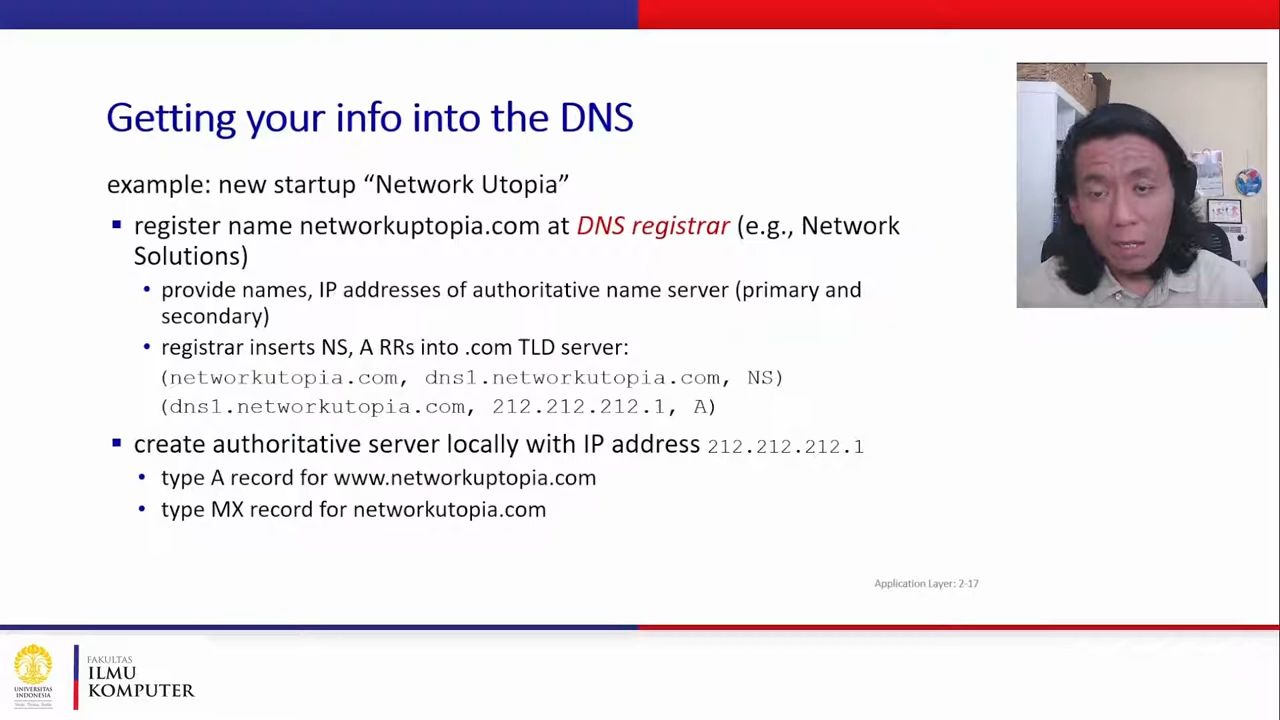 Getting your info into the DNS
example: new startup “Network Utopia”
▪ register name networkuptopia.com at DNS registrar (e.g., Network
Solutions)
• provide names, IP addresses of authoritative name server (primary and
secondary)
• registrar inserts NS, A RRs into .com TLD server:
(networkutopia.com, dns1.networkutopia.com, NS)
(dns1.networkutopia.com, 212.212.212.1, A)
▪ create authoritative server locally with IP address 212.212.212.1
• type A record for www.networkuptopia.com
• type MX record for networkutopia.com
Application Layer: 2-17
UNIVERSITAS
INDONESIA
FAKULTAS
ILMU
KOMPUTER